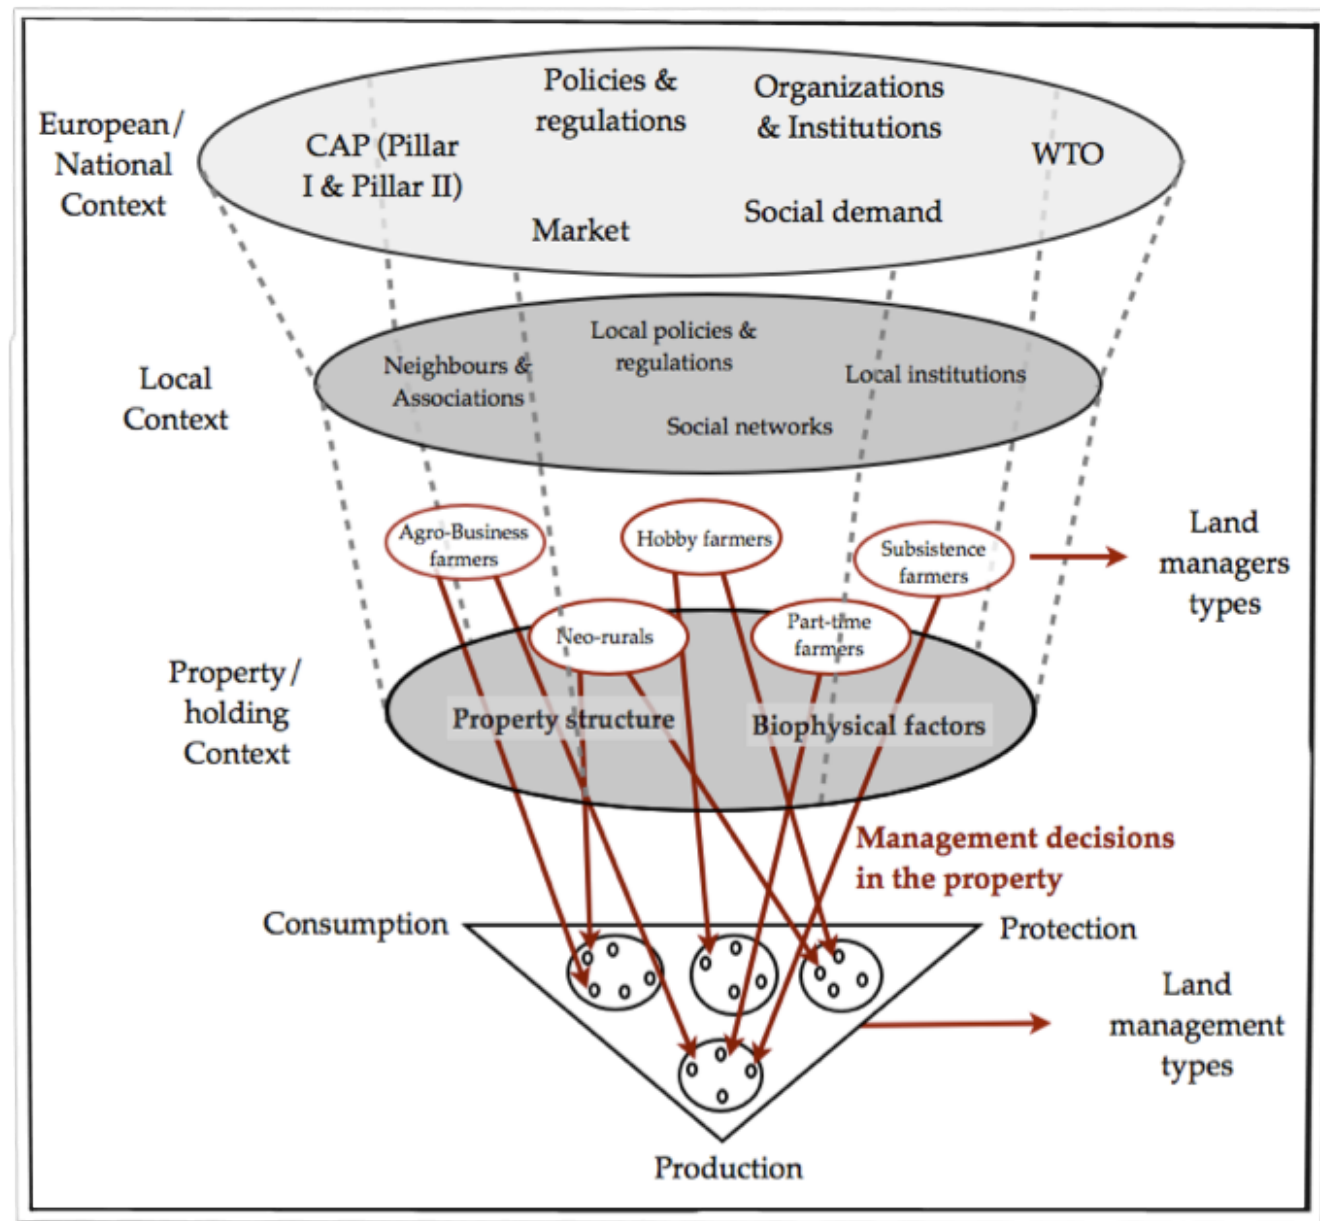 European/
National
Context
CAP (Pillar
I & Pillar II)
Policies &
regulations
Organizations
& Institutions
WTO
Market
Social demand
Local
Context
Neighbours &
Associations
Local policies &
regulations
Local institutions
Social networks
Agro-Business
farmers
Hobby farmers
Subsistence
farmers
Land
managers
types
Neo-rurals
Part-time
farmers
Property/
holding
Context
Property structure
Biophysical factors
Management decisions
in the property
Consumption
Protection
Land
management
types
Production